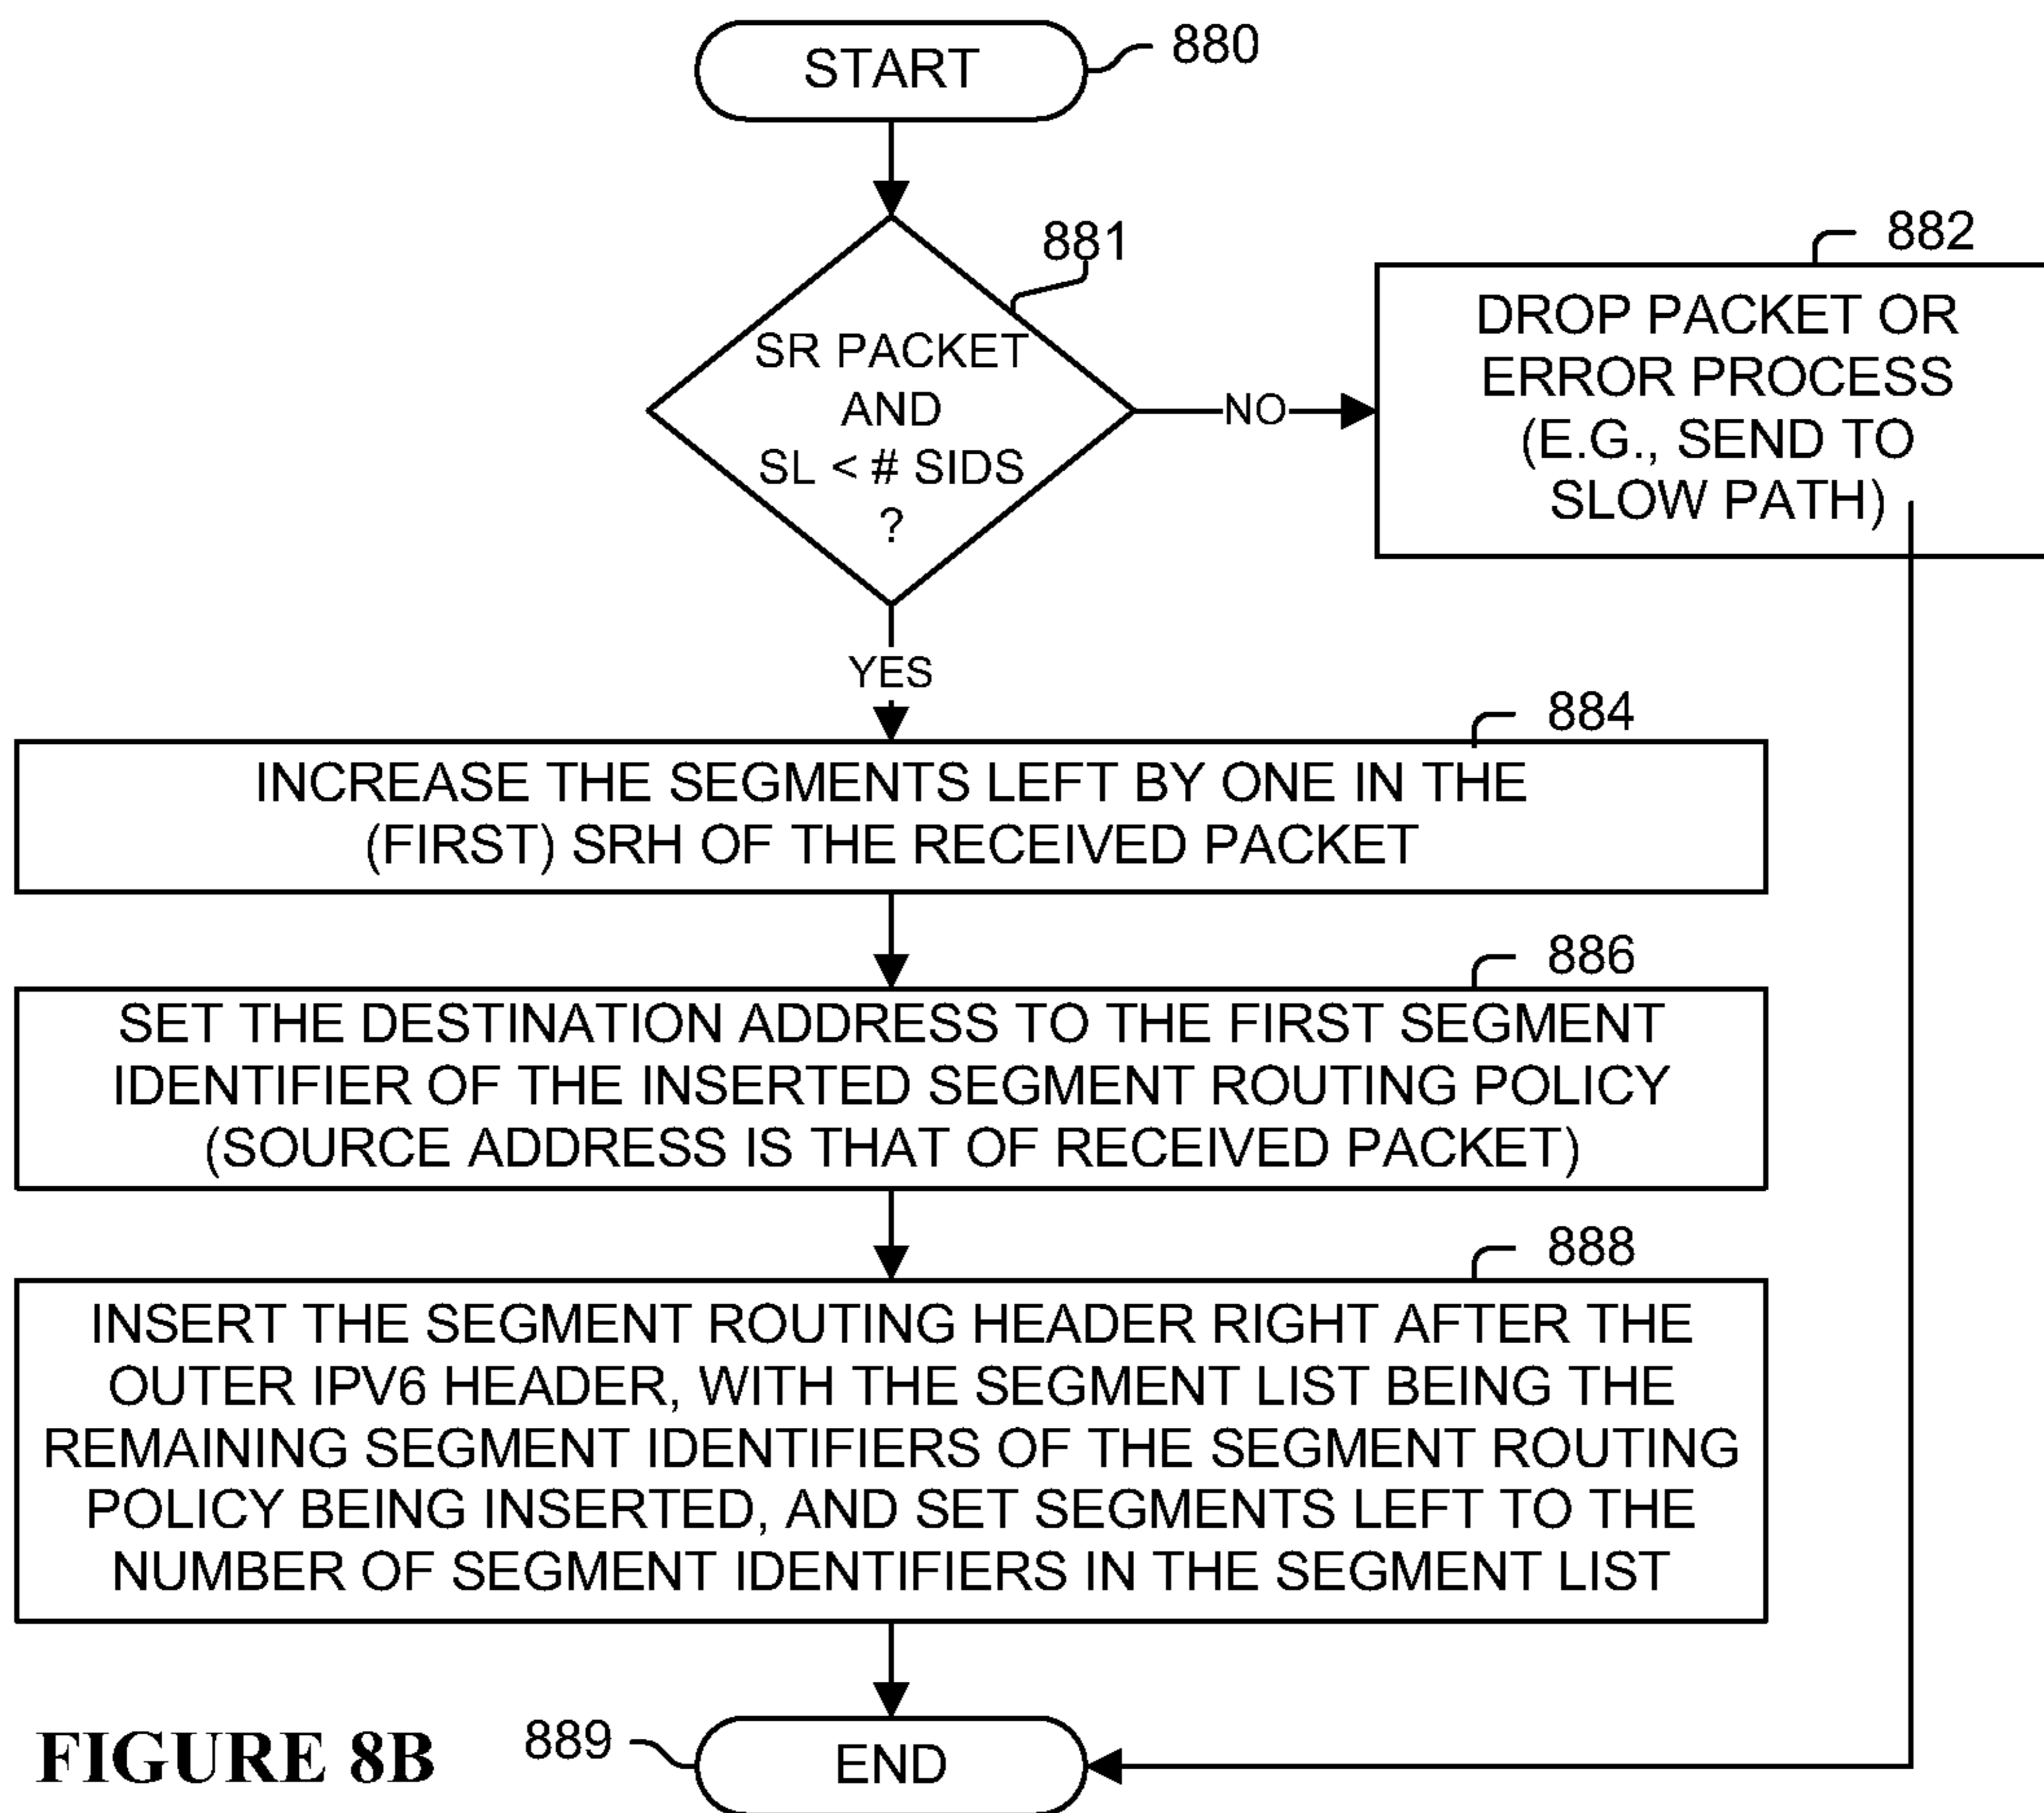 START
880
881
SR PACKET
AND
SL < # SIDS
?
NO
882
DROP PACKET OR
ERROR PROCESS
(E.G., SEND TO
SLOW PATH)
YES
884
INCREASE THE SEGMENTS LEFT BY ONE IN THE
(FIRST) SRH OF THE RECEIVED PACKET
886
SET THE DESTINATION ADDRESS TO THE FIRST SEGMENT
IDENTIFIER OF THE INSERTED SEGMENT ROUTING POLICY
(SOURCE ADDRESS IS THAT OF RECEIVED PACKET)
888
INSERT THE SEGMENT ROUTING HEADER RIGHT AFTER THE
OUTER IPV6 HEADER, WITH THE SEGMENT LIST BEING THE
REMAINING SEGMENT IDENTIFIERS OF THE SEGMENT ROUTING
POLICY BEING INSERTED, AND SET SEGMENTS LEFT TO THE
NUMBER OF SEGMENT IDENTIFIERS IN THE SEGMENT LIST
FIGURE 8B
889
END